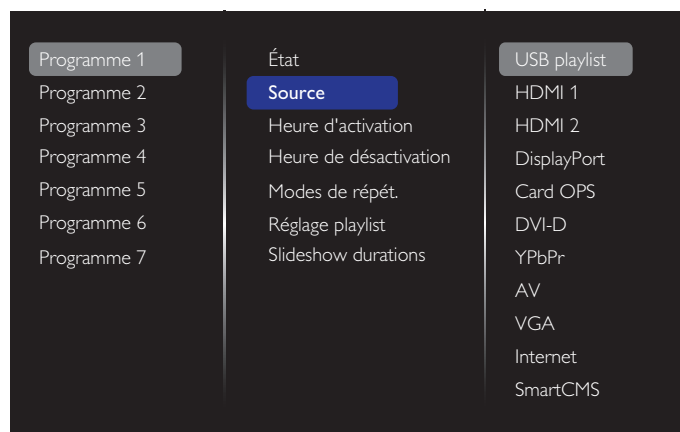 Programme 1
Programme 2
Programme 3
Programme 4
Programme 5
Programme 6
Programme 7
État
Source
Heure d'activation
Heure de désactivation
Modes de répét.
Réglage playlist
Slideshow durations
USB playlist
HDMI 1
HDMI 2
DisplayPort
Card OPS
DVI-D
YPbPr
AV
VGA
Internet
SmartCMS